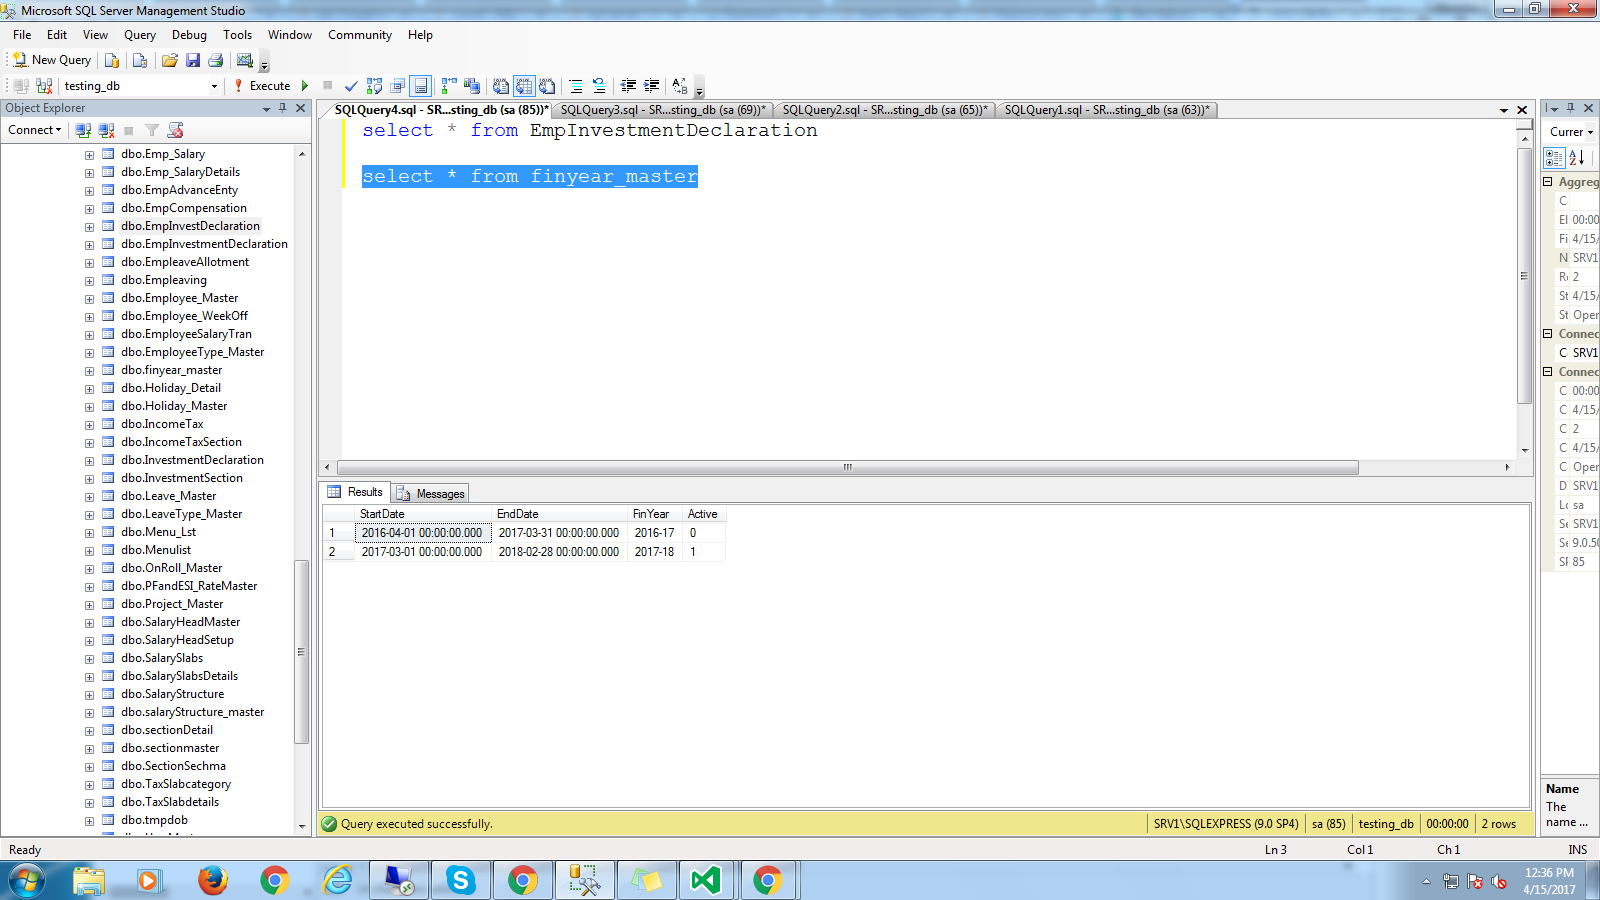 Microsoft SQL Server Management Studio
File Edit View Query Debug Tools Window Community Help
New Query
testing_db Execute
Object Explorer
Connect
dbo.Emp_Salary
dbo.Emp_SalaryDetails
dbo.EmpAdvanceEnty
dbo.EmpCompensation
dbo.EmpInvestDeclaration
dbo.EmpInvestmentDeclaration
dbo.EmpleaveAllotment
dbo.Empleaving
dbo.Employee_Master
dbo.Employee_WeekOff
dbo.EmployeeSalaryTran
dbo.EmployeeType_Master
dbo.finyear_master
dbo.Holiday_Detail
dbo.Holiday_Master
dbo.IncomeTax
dbo.IncomeTaxSection
dbo.InvestmentDeclaration
dbo.InvestmentSection
dbo.Leave_Master
dbo.LeaveType_Master
dbo.Menu_Lst
dbo.Menulist
dbo.OnRoll_Master
dbo.PFandESI_RateMaster
dbo.Project_Master
dbo.SalaryHeadMaster
dbo.SalaryHeadSetup
dbo.SalarySlabs
dbo.SalarySlabsDetails
dbo.SalaryStructure
dbo.salaryStructure_master
dbo.sectionDetail
dbo.sectionmaster
dbo.SectionSechma
dbo.TaxSlabcategory
dbo.TaxSlabdetails
dbo.tmpdob
SQLQuery4.sql - SR...sting_db (sa (85))* SQLQuery3.sql - SR...sting_db (sa (69))* SQLQuery2.sql - SR...sting_db (sa (65))* SQLQuery1.sql - SR...sting_db (sa (63))*
select * from EmpInvestmentDeclaration
select * from finyear_master
Results Messages
StartDate EndDate FinYear Active
1 2016-04-01 00:00:00.000 2017-03-31 00:00:00.000 2016-17 0
2 2017-03-01 00:00:00.000 2018-02-28 00:00:00.000 2017-18 1
Query executed successfully. SRV1\SQLEXPRESS (9.0 SP4) sa (85) testing_db 00:00:00 2 rows
Currer
Aggreg
C
El 00:00
Fi 4/15/
N SRV1
R 2
St 4/15/
St Oper
Connec
C SRV1
Connec
C 00:00
C 4/15/
C 2
C 4/15/
C Oper
D SRV1
Lc sa
Se SRV1
Se 9.0.50
SF 85
Name
The
name ...
Ready Ln 3 Col 1 Ch 1 INS
12:36 PM
4/15/2017